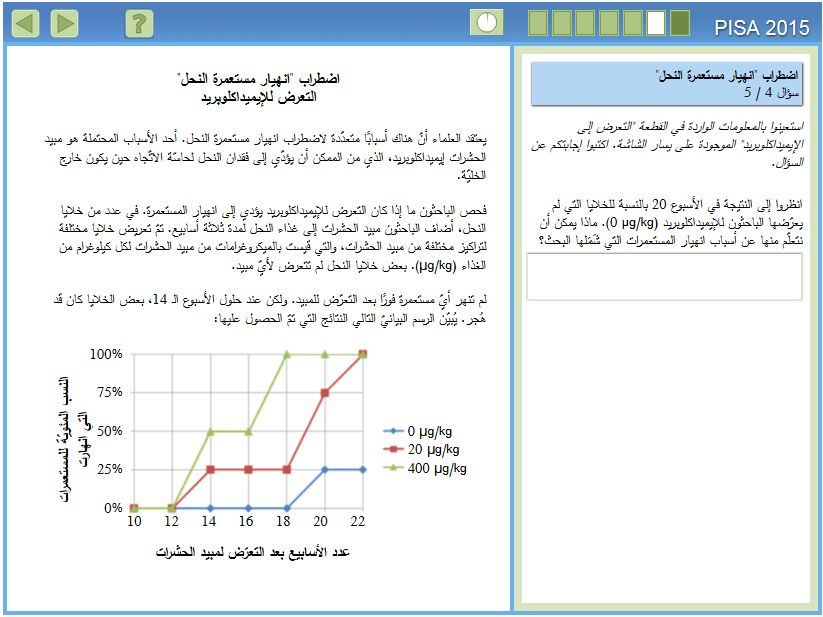 PISA 2015
اضطراب "انهيار مستعمرة النحل"
التعرض للإيميداكلوبريد
يعتقد العلماء أنّ هناك أسبابًا متعدّدة لاضطراب انهيار مستعمرة النحل. أحد الأسباب المحتملة هو مبيد
الحشرات إيميداكلوبريد، الذي من الممكن أن يؤدّي إلى فقدان النحل لحاسّة الاتّجاه حين يكون خارج
الخليّة.
فحص الباحثون ما إذا كان التعرض للإيميداكلوبريد يؤدي إلى انهيار المستعمرة. في عدد من خلايا
النحل، أضاف الباحثون مبيد الحشرات إلى غذاء النحل لمدة ثلاثة أسابيع. تمّ تعريض خلايا مختلفة
لتراكيز مختلفة من مبيد الحشرات، والتي قيست بالميكروغرامات من مبيد الحشرات لكل كيلوغرام من
الغذاء (µg/kg). بعض خلايا النحل لم تتعرض لأيّ مبيد.
لم تنهر أيّ مستعمرة فورًا بعد التعرّض للمبيد. ولكن عند حلول الأسبوع الـ 14، بعض الخلايا كان قد
هُجر. يُبيّن الرسم البيانيّ التالي النتائج التي تمّ الحصول عليها:
النسب المئويّة للمستعمرات
التي انهارت
100%
75%
50%
25%
0%
10 12 14 16 18 20 22
0 µg/kg
20 µg/kg
400 µg/kg
عدد الأسابيع بعد التعرّض لمبيد الحشرات
اضطراب "انهيار مستعمرة النحل"
سؤال 4 / 5
استعينوا بالمعلومات الواردة في القطعة "التعرض إلى
الإيميداكلوبريد" الموجودة على يسار الشاشة. اكتبوا إجابتكم عن
السؤال.
انظروا إلى النتيجة في الأسبوع 20 بالنسبة للخلايا التي لم
يعرّضها الباحثون للإيميداكلوبريد (0 µg/kg). ماذا يمكن أن
نتعلّم منها عن أسباب انهيار المستعمرات التي شملها البحث؟